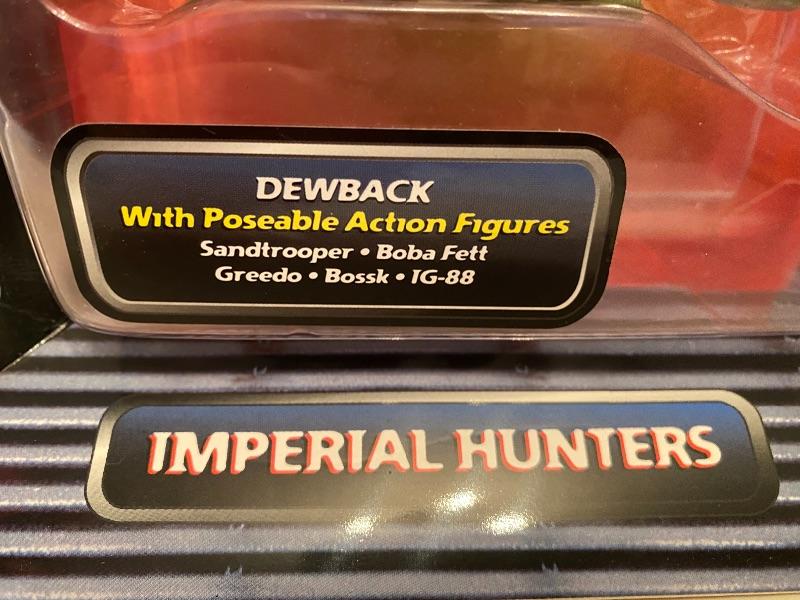 DEWBACK
With Poseable Action Figures
Sandtrooper • Boba Fett
Greedo • Bossk • IG-88
IMPERIAL HUNTERS